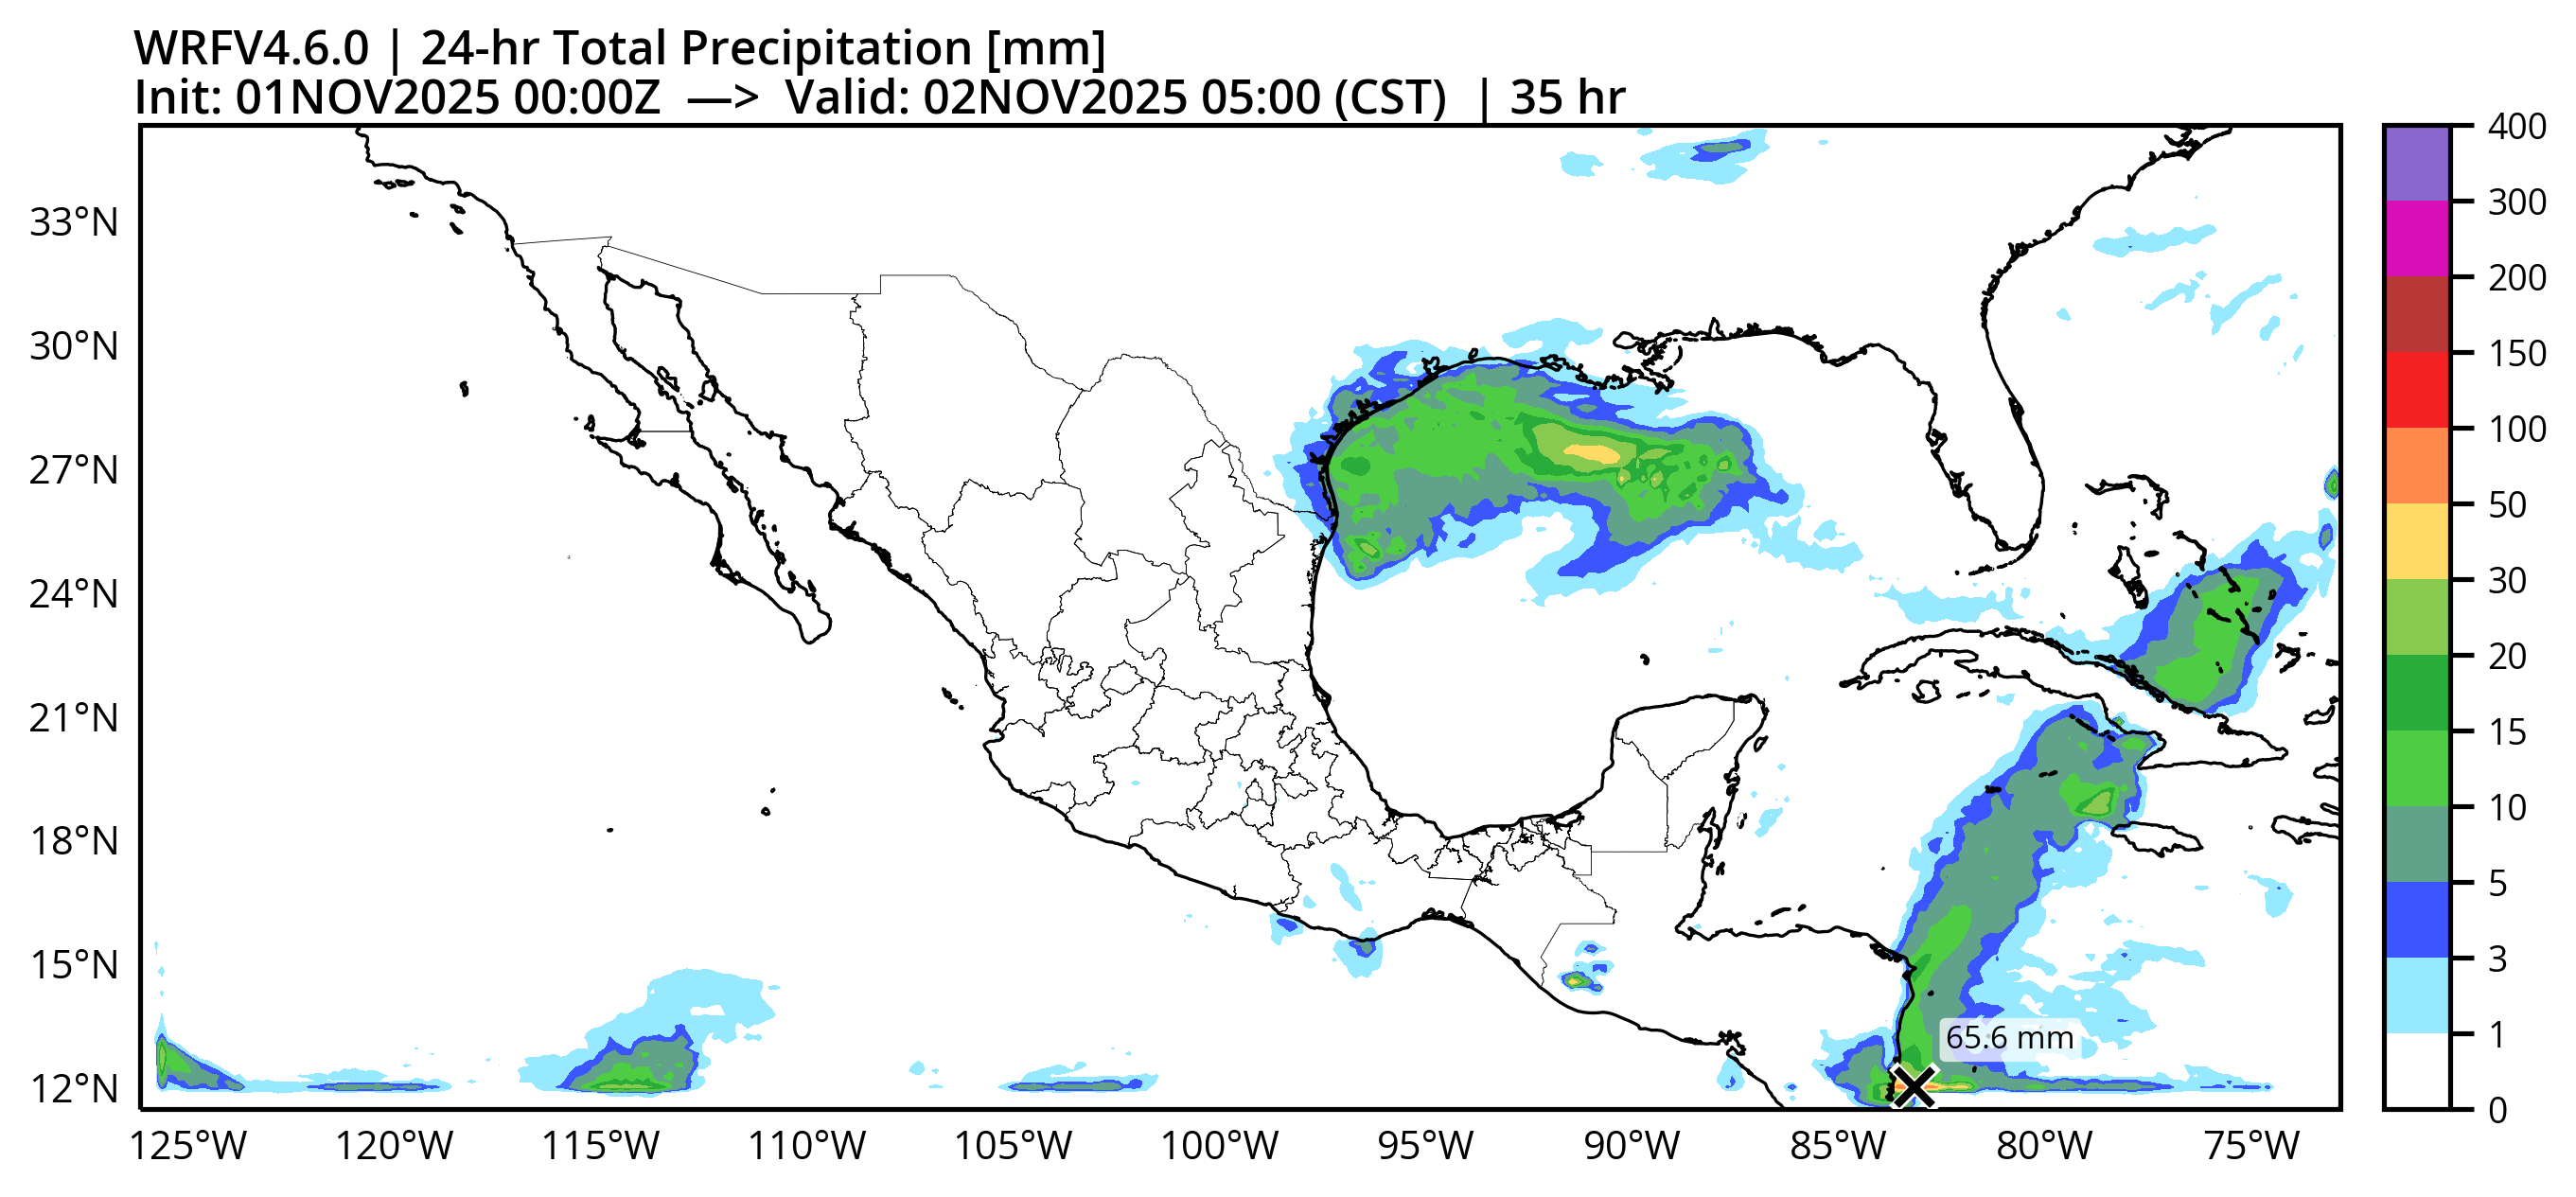 WRFV4.6.0 | 24-hr Total Precipitation [mm]
Init: 01NOV2025 00:00Z —> Valid: 02NOV2025 05:00 (CST) | 35 hr
33°N
30°N
27°N
24°N
21°N
18°N
15°N
12°N
125°W 120°W 115°W 110°W 105°W 100°W 95°W 90°W 85°W 80°W 75°W
65.6 mm
400
300
200
150
100
50
30
20
15
10
5
3
1
0